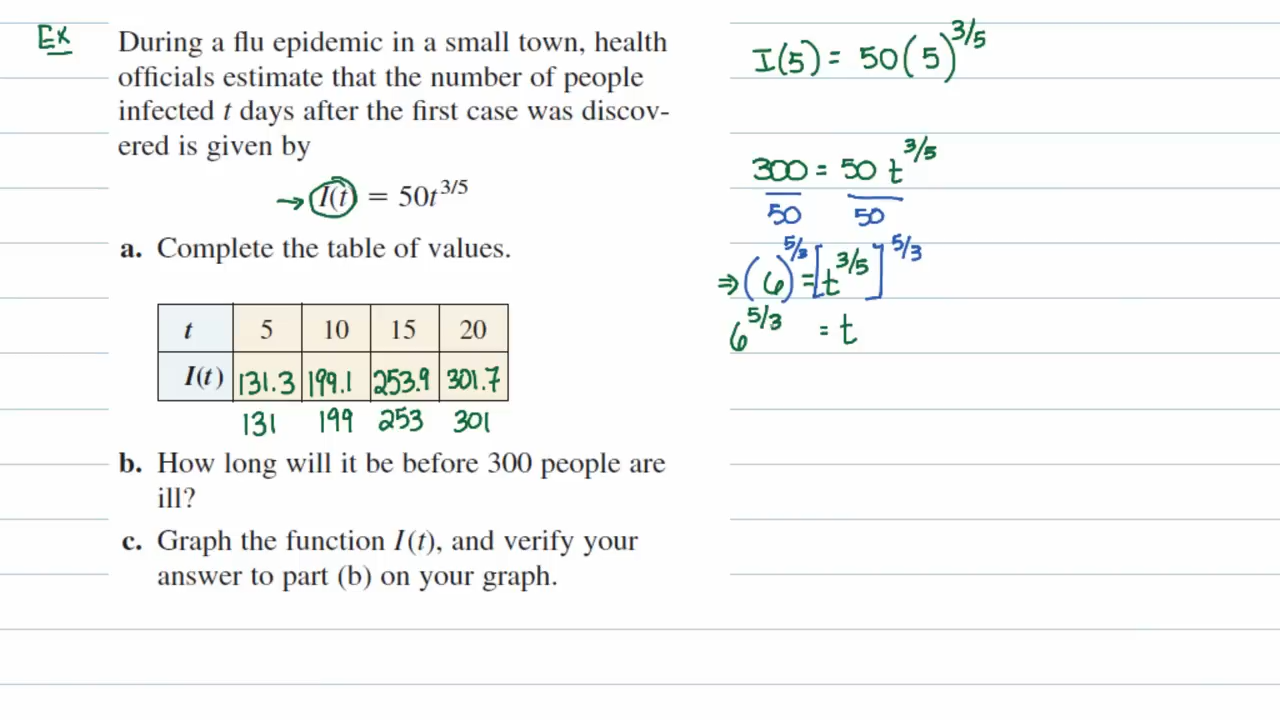 Ex
During a flu epidemic in a small town, health
officials estimate that the number of people
infected t days after the first case was discov-
ered is given by
→ I(t) = 50t^{3/5}
a. Complete the table of values.
t 5 10 15 20
I(t) 131.3 199.1 253.9 301.7
131 199 253 301
b. How long will it be before 300 people are
ill?
c. Graph the function I(t), and verify your
answer to part (b) on your graph.
I(5) = 50(5)^{3/5}
300 = 50 t^{3/5}
50 50
⇒ (6)^{5/3} = [t^{3/5}]^{5/3}
6^{5/3} = t